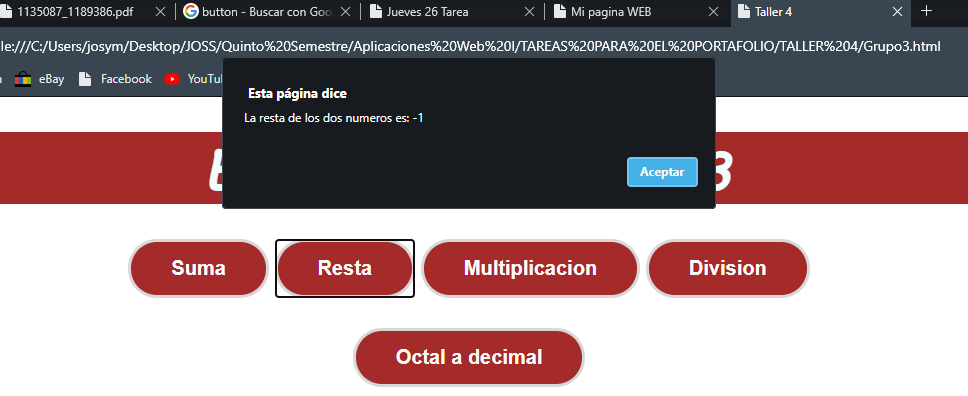 1135087_1189386.pdf
button - Buscar con Goo
Jueves 26 Tarea
Mi pagina WEB
Taller 4
le:///C:/Users/josym/Desktop/JOSS/Quinto%20Semestre/Aplicaciones%20Web%20I/TAREAS%20PARA%20EL%20PORTAFOLIO/TALLER%204/Grupo3.html
eBay
Facebook
YouTu
Esta página dice
La resta de los dos numeros es: -1
Aceptar
3
Suma
Resta
Multiplicacion
Division
Octal a decimal